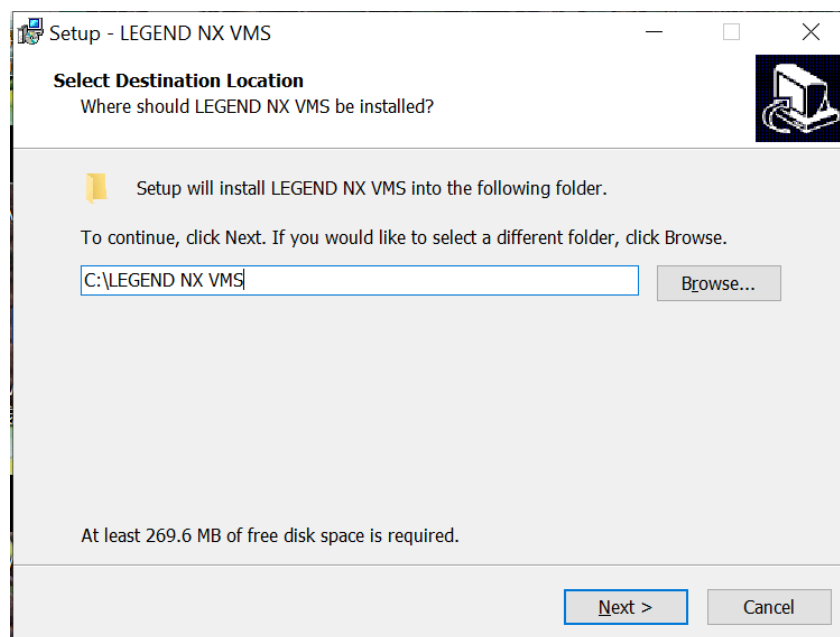 Setup - LEGEND NX VMS
Select Destination Location
Where should LEGEND NX VMS be installed?
Setup will install LEGEND NX VMS into the following folder.
To continue, click Next. If you would like to select a different folder, click Browse.
C:\LEGEND NX VMS
Browse...
At least 269.6 MB of free disk space is required.
Next >
Cancel